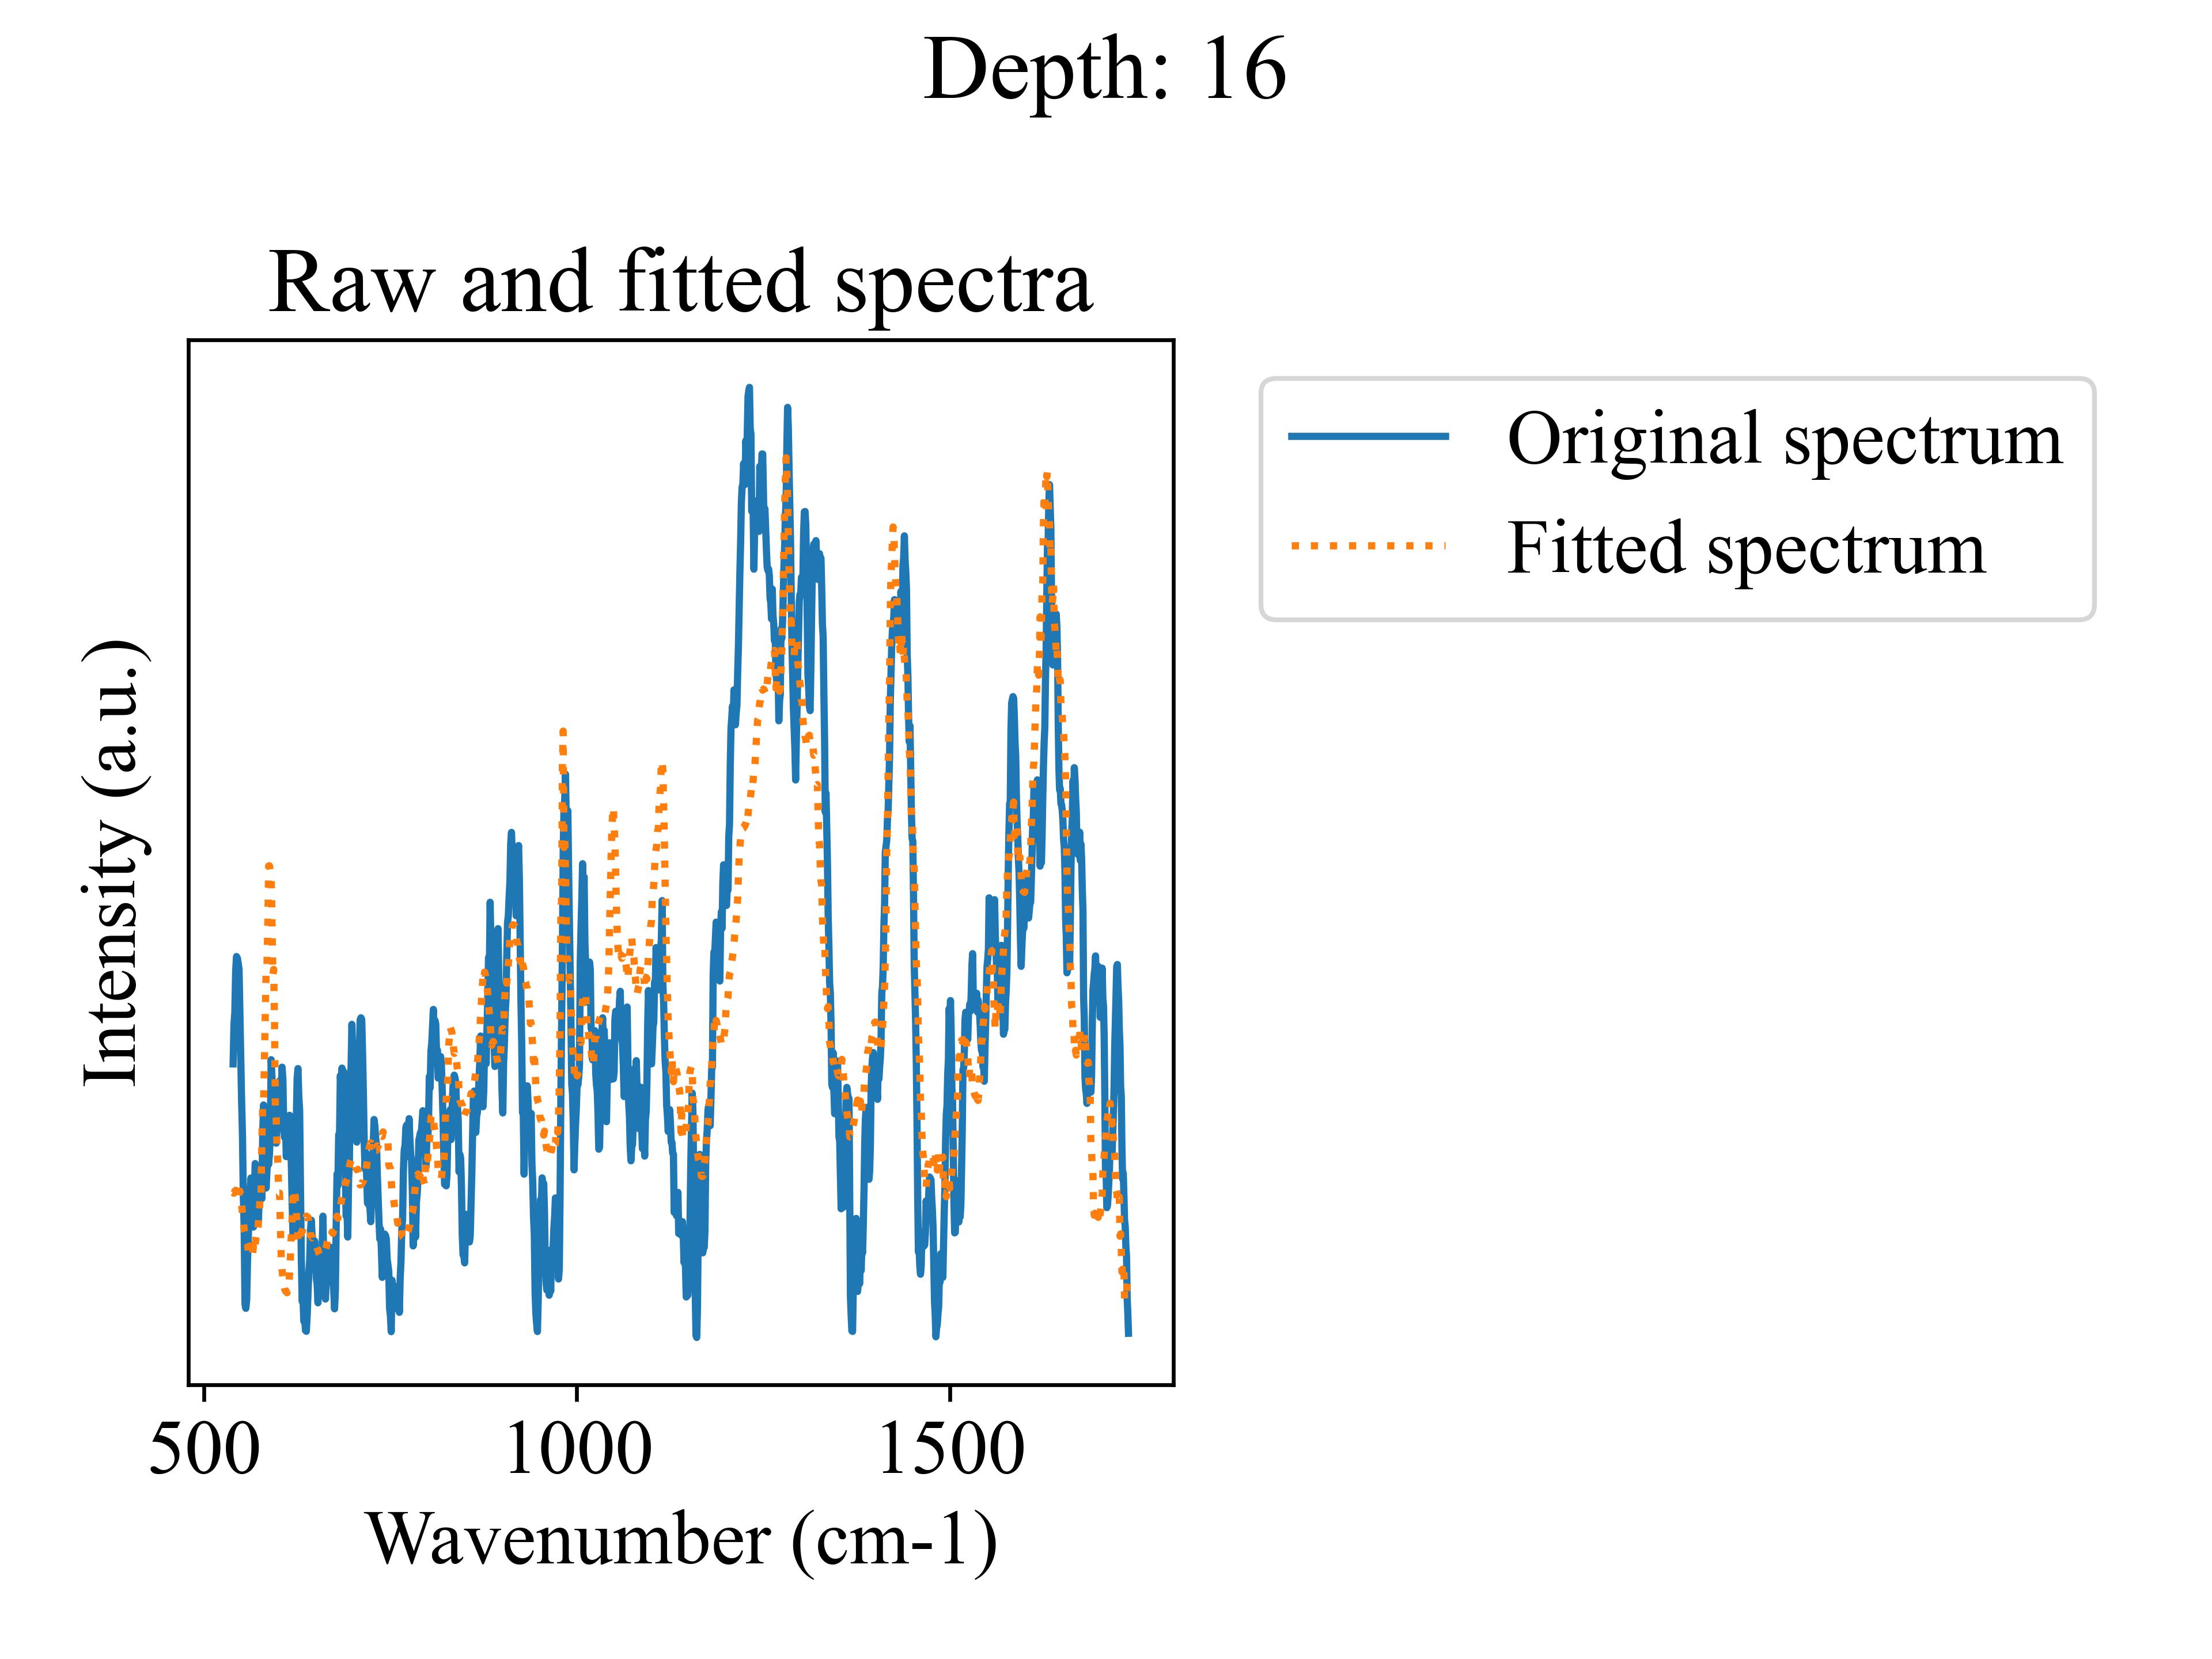 Depth: 16
Raw and fitted spectra
Original spectrum
Fitted spectrum
Intensity (a.u.)
500 1000 1500
Wavenumber (cm-1)